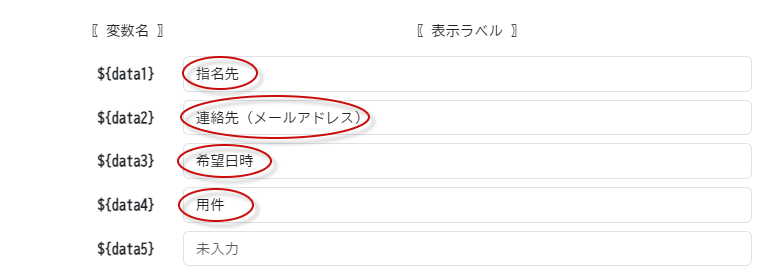 〖 変数名 〗 〖 表示ラベル 〗
${data1} 指名先
${data2} 連絡先（メールアドレス）
${data3} 希望日時
${data4} 用件
${data5} 未入力